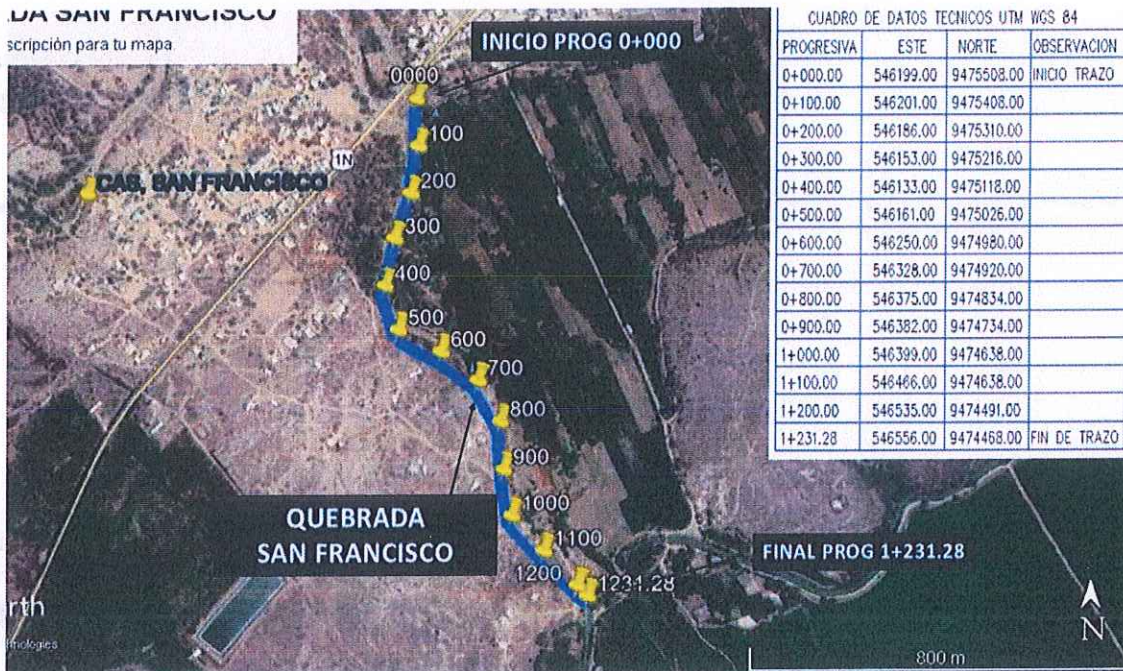 DA SAN FRANCISCO
scripción para tu mapa
INICIO PROG 0+000
0000
100
1N
CAS, SAN FRANCISCO
200
300
400
500
600
700
800
900
1000
1100
1200
1231.28
QUEBRADA
SAN FRANCISCO
FINAL PROG 1+231.28
rth
800 m
N
CUADRO DE DATOS TECNICOS UTM WGS 84
PROGRESIVA ESTE NORTE OBSERVACION
0+000.00 546199.00 9475508.00 INICIO TRAZO
0+100.00 546201.00 9475408.00
0+200.00 546186.00 9475310.00
0+300.00 546153.00 9475216.00
0+400.00 546133.00 9475118.00
0+500.00 546161.00 9475026.00
0+600.00 546250.00 9474980.00
0+700.00 546328.00 9474920.00
0+800.00 546375.00 9474834.00
0+900.00 546382.00 9474734.00
1+000.00 546399.00 9474638.00
1+100.00 546466.00 9474638.00
1+200.00 546535.00 9474491.00
1+231.28 546556.00 9474468.00 FIN DE TRAZO